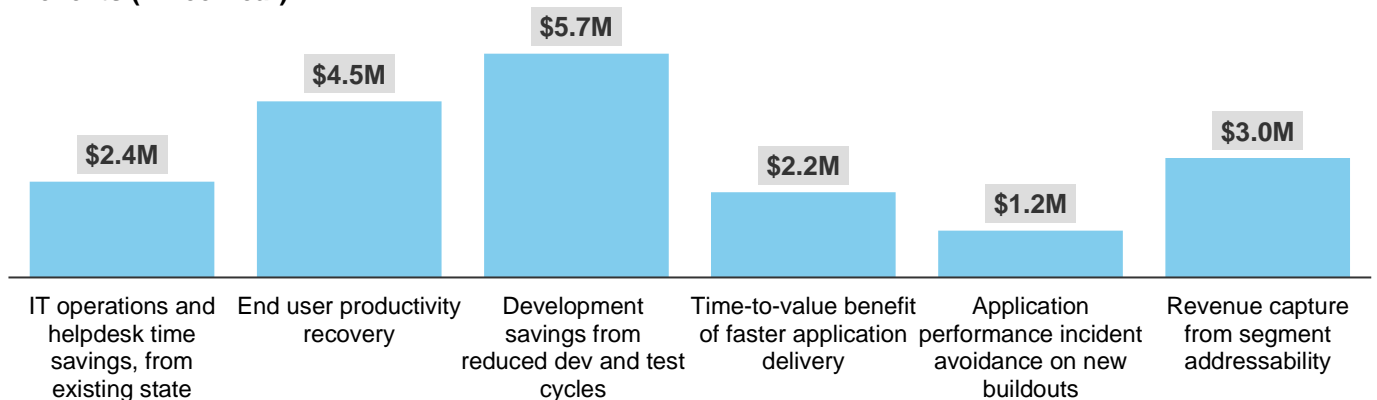 $5.7M
$4.5M
$3.0M
$2.4M
$2.2M
$1.2M
IT operations and
helpdesk time
savings, from
existing state
End user productivity
recovery
Development
savings from
reduced dev and test
cycles
Time-to-value benefit
of faster application
delivery
Application
performance incident
avoidance on new
buildouts
Revenue capture
from segment
addressability